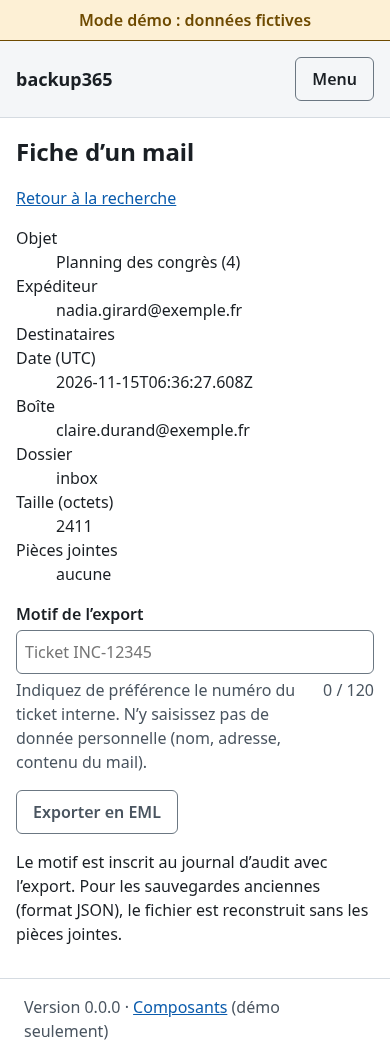 Mode démo : données fictives
backup365
Menu
Fiche d’un mail
Retour à la recherche
Objet
Planning des congrès (4)
Expéditeur
nadia.girard@exemple.fr
Destinataires
Date (UTC)
2026-11-15T06:36:27.608Z
Boîte
claire.durand@exemple.fr
Dossier
inbox
Taille (octets)
2411
Pièces jointes
aucune
Motif de l’export
Ticket INC-12345
Indiquez de préférence le numéro du
0 / 120
ticket interne. N’y saisissez pas de
donnée personnelle (nom, adresse,
contenu du mail).
Exporter en EML
Le motif est inscrit au journal d’audit avec
l’export. Pour les sauvegardes anciennes
(format JSON), le fichier est reconstruit sans les
pièces jointes.
Version 0.0.0 · Composants (démo
seulement)